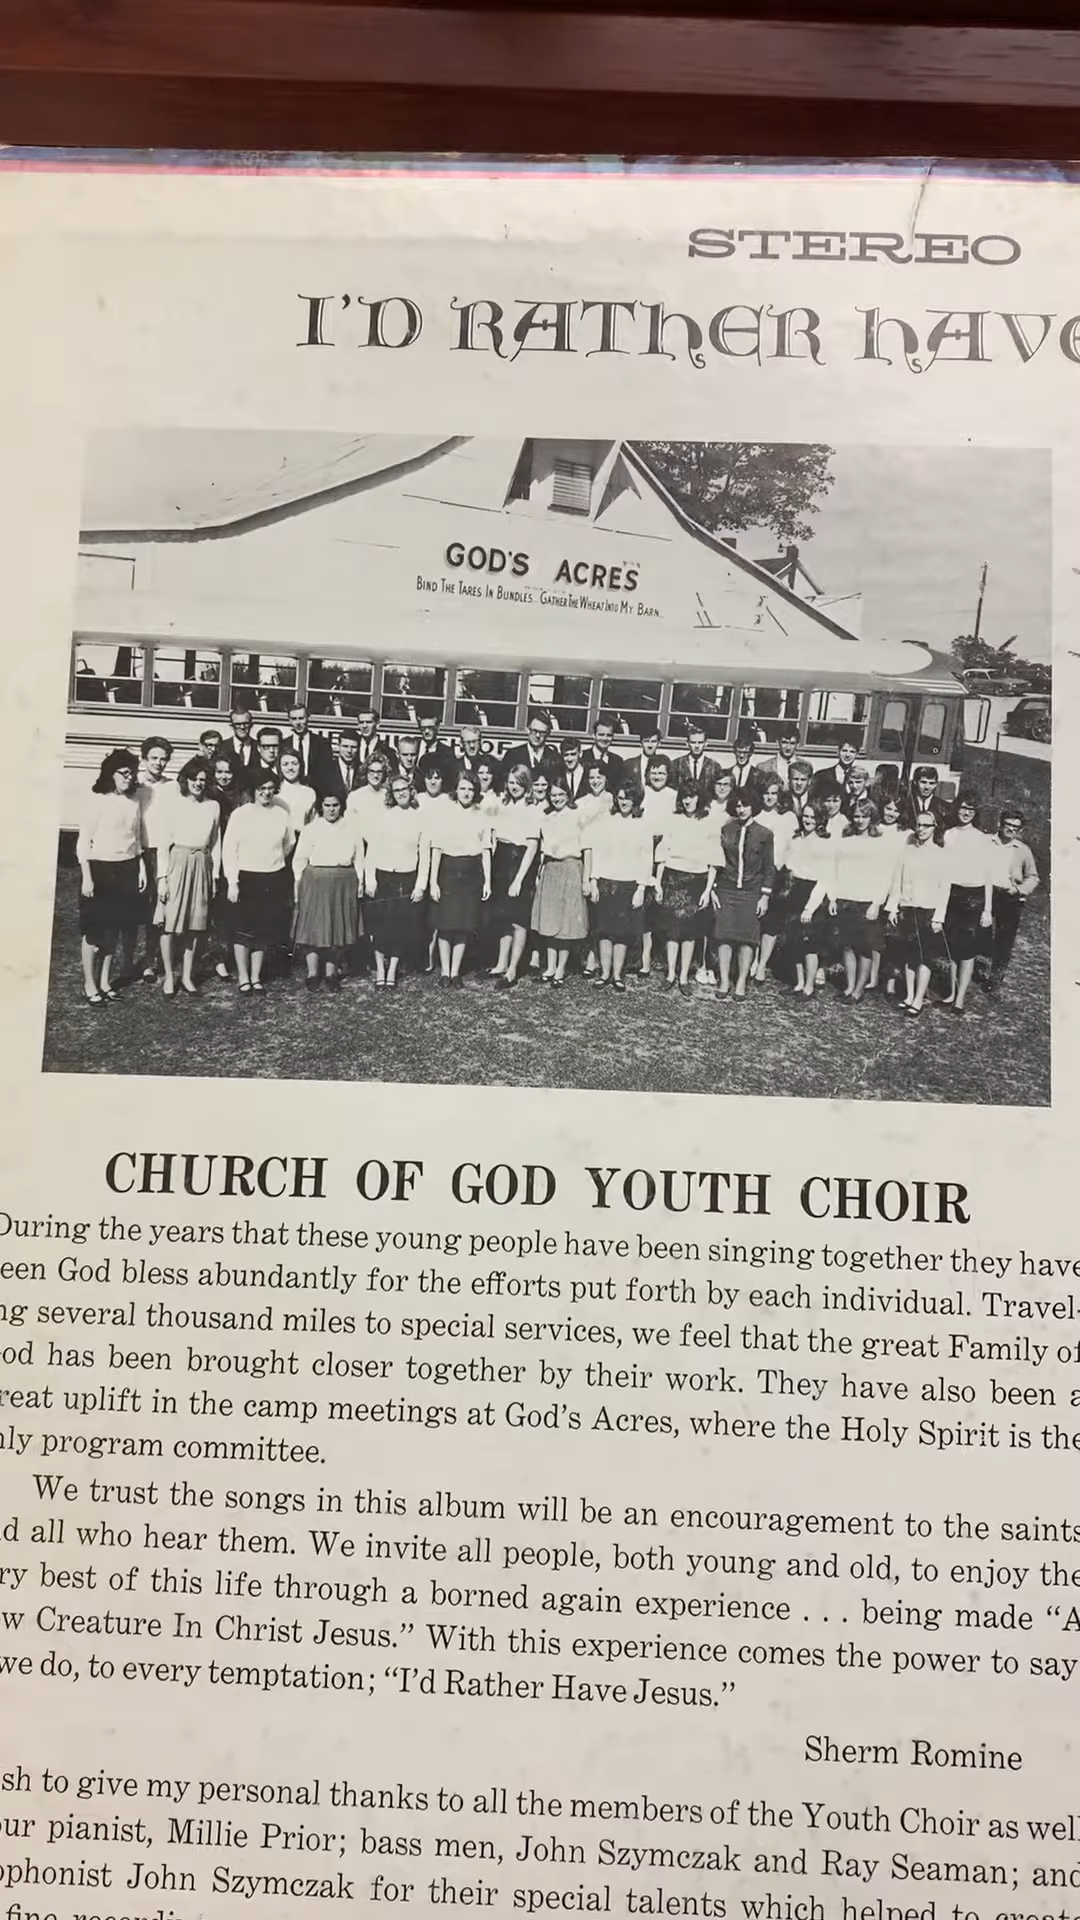 STEREO
I'D RATHER HAVE
GOD'S ACRES
BIND THE TARES IN BUNDLES GATHER THE WHEAT INTO MY BARN
OF
CHURCH OF GOD YOUTH CHOIR
During the years that these young people have been singing together they have
een God bless abundantly for the efforts put forth by each individual. Travel-
ng several thousand miles to special services, we feel that the great Family of
od has been brought closer together by their work. They have also been a
reat uplift in the camp meetings at God's Acres, where the Holy Spirit is the
nly program committee.
We trust the songs in this album will be an encouragement to the saints
d all who hear them. We invite all people, both young and old, to enjoy the
ry best of this life through a borned again experience . . . being made “A
w Creature In Christ Jesus.” With this experience comes the power to say
we do, to every temptation; “I'd Rather Have Jesus.”
Sherm Romine
sh to give my personal thanks to all the members of the Youth Choir as well
our pianist, Millie Prior; bass men, John Szymczak and Ray Seaman; and
ophonist John Szymczak for their special talents which helped to create
fine